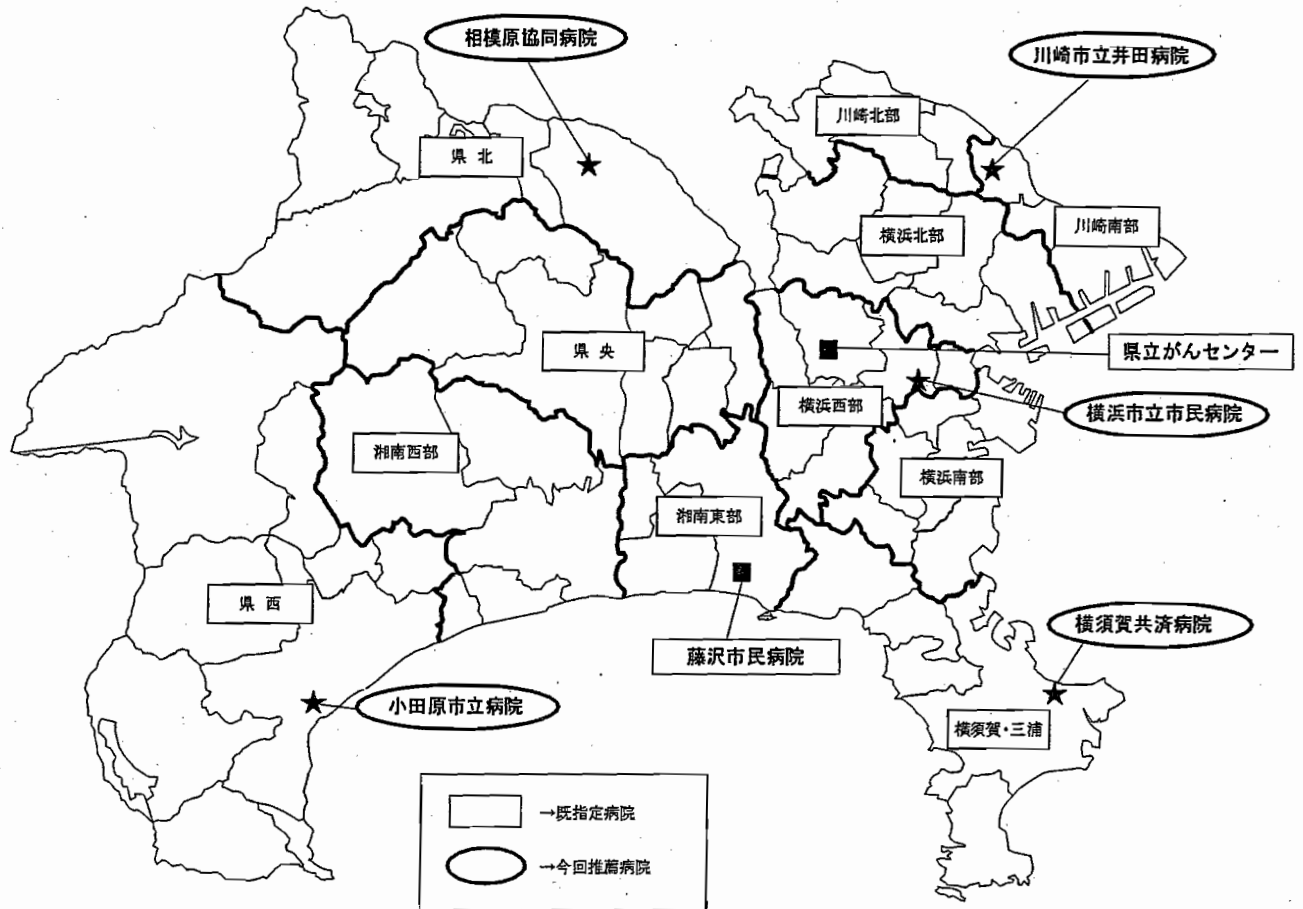 相模原協同病院
川崎市立井田病院
川崎北部
県 北
横浜北部
川崎南部
県 央
県立がんセンター
横浜西部
横浜市立市民病院
湘南西部
横浜南部
湘南東部
県 西
横須賀共済病院
藤沢市民病院
小田原市立病院
横須賀・三浦
→既指定病院
→今回推薦病院